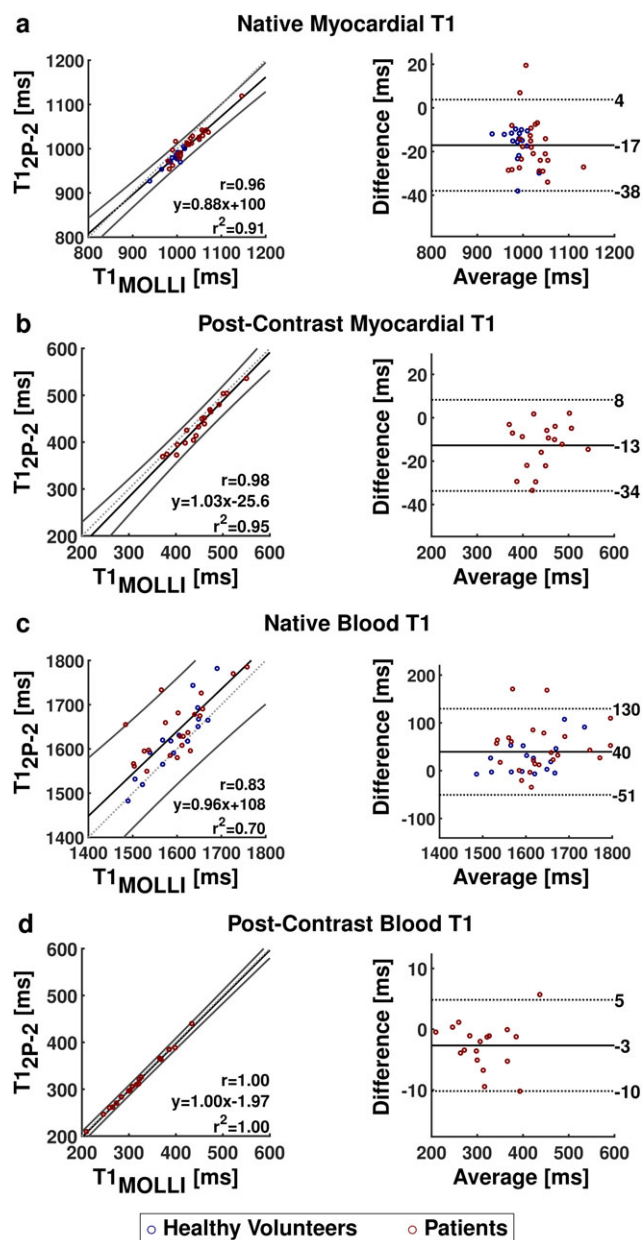 a Native Myocardial T1
T1 2P-2 [ms]
1200
1100
1000
900
800
r=0.96
y=0.88x+100
r²=0.91
800 900 1000 1100 1200
T1 MOLLI [ms]
Difference [ms]
20
0
-20
-40
4
-17
-38
800 900 1000 1100 1200
Average [ms]
b Post-Contrast Myocardial T1
T1 2P-2 [ms]
600
500
400
300
200
r=0.98
y=1.03x-25.6
r²=0.95
200 300 400 500 600
T1 MOLLI [ms]
Difference [ms]
20
0
-20
-40
8
-13
-34
200 300 400 500 600
Average [ms]
c Native Blood T1
T1 2P-2 [ms]
1800
1700
1600
1500
1400
r=0.83
y=0.96x+108
r²=0.70
1400 1500 1600 1700 1800
T1 MOLLI [ms]
Difference [ms]
200
100
0
-100
130
40
-51
1400 1500 1600 1700 1800
Average [ms]
d Post-Contrast Blood T1
T1 2P-2 [ms]
600
500
400
300
200
r=1.00
y=1.00x-1.97
r²=1.00
200 300 400 500 600
T1 MOLLI [ms]
Difference [ms]
10
0
-10
5
-3
-10
200 300 400 500 600
Average [ms]
Healthy Volunteers Patients